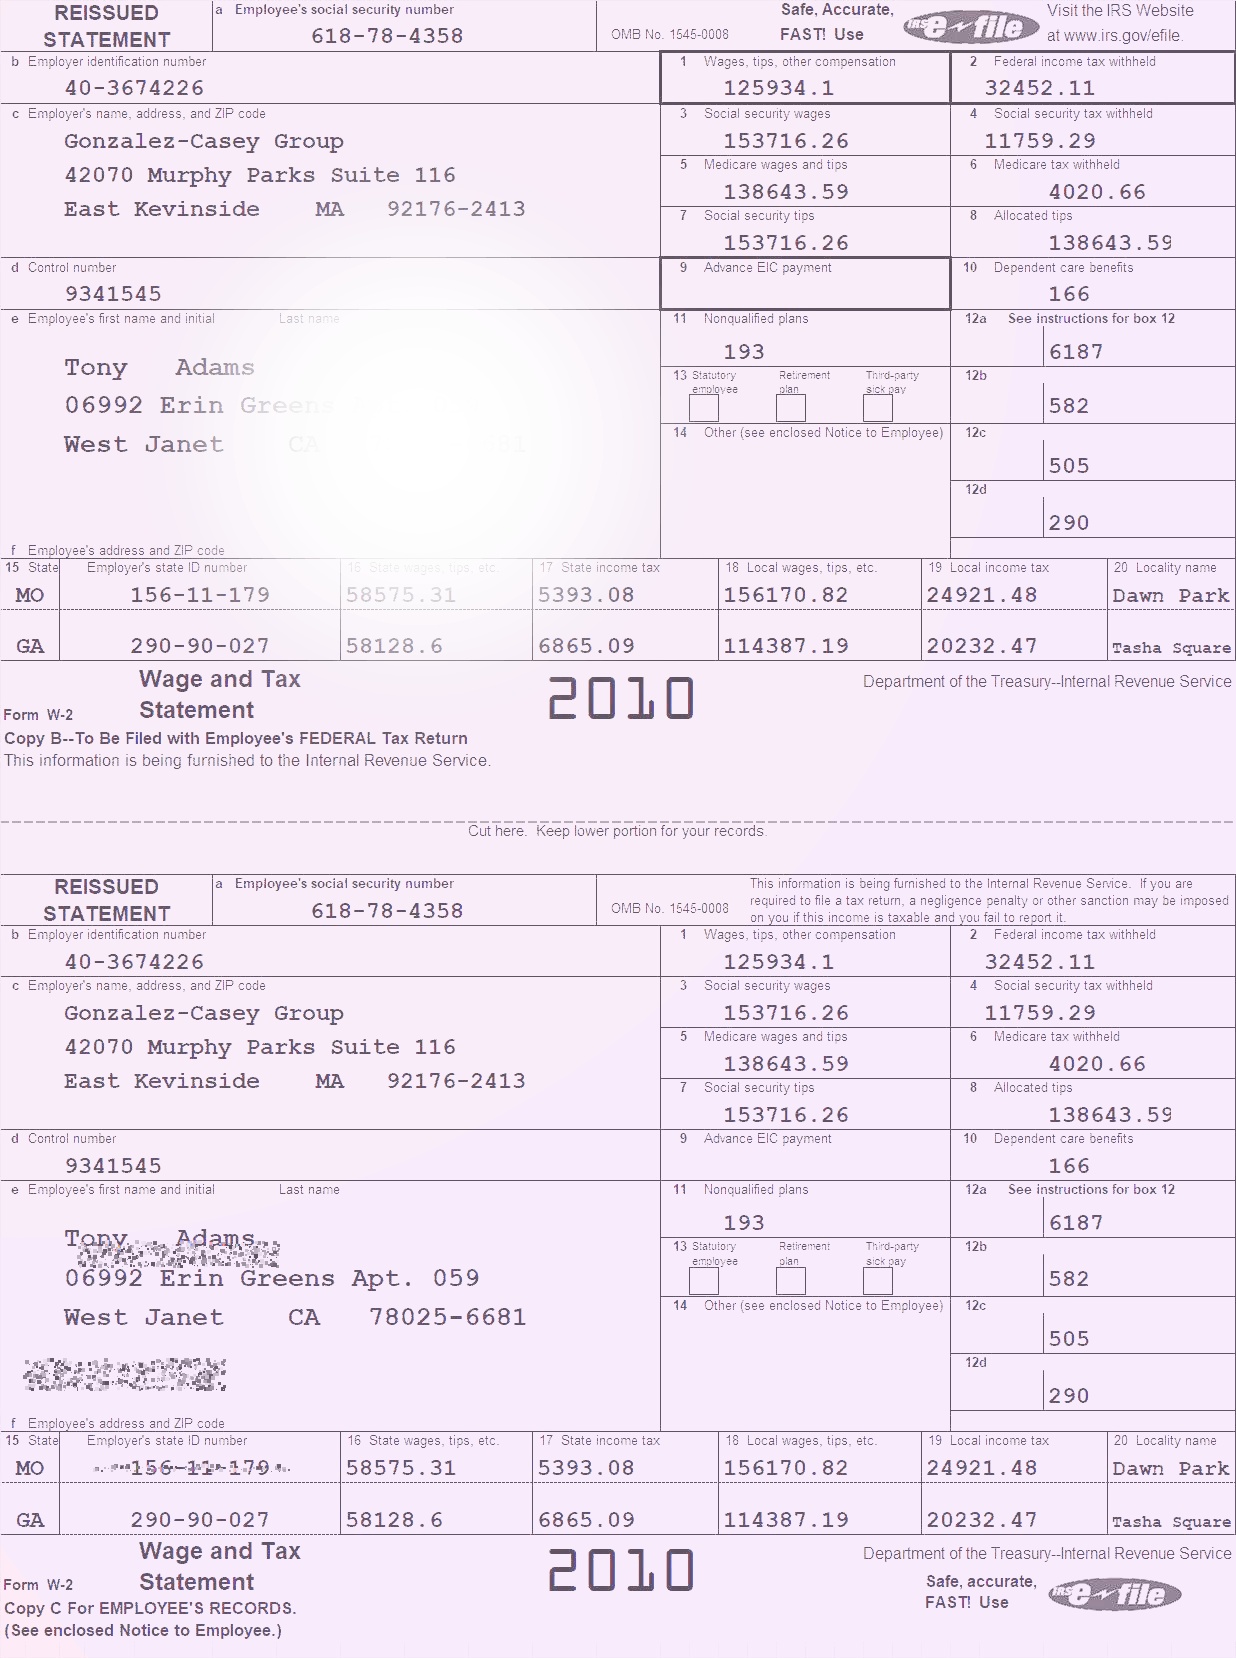 REISSUED STATEMENT
a Employee's social security number
618-78-4358
OMB No. 1545-0008
Safe, Accurate, FAST! Use
IRS e-file
Visit the IRS Website at www.irs.gov/efile.
b Employer identification number
40-3674226
1 Wages, tips, other compensation
125934.1
2 Federal income tax withheld
32452.11
c Employer's name, address, and ZIP code
Gonzalez-Casey Group
42070 Murphy Parks Suite 116
East Kevinside MA 92176-2413
3 Social security wages
153716.26
4 Social security tax withheld
11759.29
5 Medicare wages and tips
138643.59
6 Medicare tax withheld
4020.66
7 Social security tips
153716.26
8 Allocated tips
138643.59
d Control number
9341545
9 Advance EIC payment
10 Dependent care benefits
166
e Employee's first name and initial Last name
Tony Adams
06992 Erin Greens
West Janet CA 81
11 Nonqualified plans
193
12a See instructions for box 12
6187
13 Statutory employee Retirement plan Third-party sick pay
12b
582
14 Other (see enclosed Notice to Employee)
12c
505
12d
290
f Employee's address and ZIP code
15 State Employer's state ID number 16 State wages, tips, etc. 17 State income tax 18 Local wages, tips, etc. 19 Local income tax 20 Locality name
MO 156-11-179 58575.31 5393.08 156170.82 24921.48 Dawn Park
GA 290-90-027 58128.6 6865.09 114387.19 20232.47 Tasha Square
Form W-2 Wage and Tax Statement
2010
Department of the Treasury--Internal Revenue Service
Copy B--To Be Filed with Employee's FEDERAL Tax Return
This information is being furnished to the Internal Revenue Service.
Cut here. Keep lower portion for your records.
REISSUED STATEMENT
a Employee's social security number
618-78-4358
OMB No. 1545-0008
This information is being furnished to the Internal Revenue Service. If you are
required to file a tax return, a negligence penalty or other sanction may be imposed
on you if this income is taxable and you fail to report it.
b Employer identification number
40-3674226
1 Wages, tips, other compensation
125934.1
2 Federal income tax withheld
32452.11
c Employer's name, address, and ZIP code
Gonzalez-Casey Group
42070 Murphy Parks Suite 116
East Kevinside MA 92176-2413
3 Social security wages
153716.26
4 Social security tax withheld
11759.29
5 Medicare wages and tips
138643.59
6 Medicare tax withheld
4020.66
7 Social security tips
153716.26
8 Allocated tips
138643.59
d Control number
9341545
9 Advance EIC payment
10 Dependent care benefits
166
e Employee's first name and initial Last name
Tony Adams
06992 Erin Greens Apt. 059
West Janet CA 78025-6681
11 Nonqualified plans
193
12a See instructions for box 12
6187
13 Statutory employee Retirement plan Third-party sick pay
12b
582
14 Other (see enclosed Notice to Employee)
12c
505
12d
290
f Employee's address and ZIP code
15 State Employer's state ID number 16 State wages, tips, etc. 17 State income tax 18 Local wages, tips, etc. 19 Local income tax 20 Locality name
MO 156-11-179 58575.31 5393.08 156170.82 24921.48 Dawn Park
GA 290-90-027 58128.6 6865.09 114387.19 20232.47 Tasha Square
Form W-2 Wage and Tax Statement
2010
Department of the Treasury--Internal Revenue Service
Safe, accurate, FAST! Use
IRS e-file
Copy C For EMPLOYEE'S RECORDS.
(See enclosed Notice to Employee.)